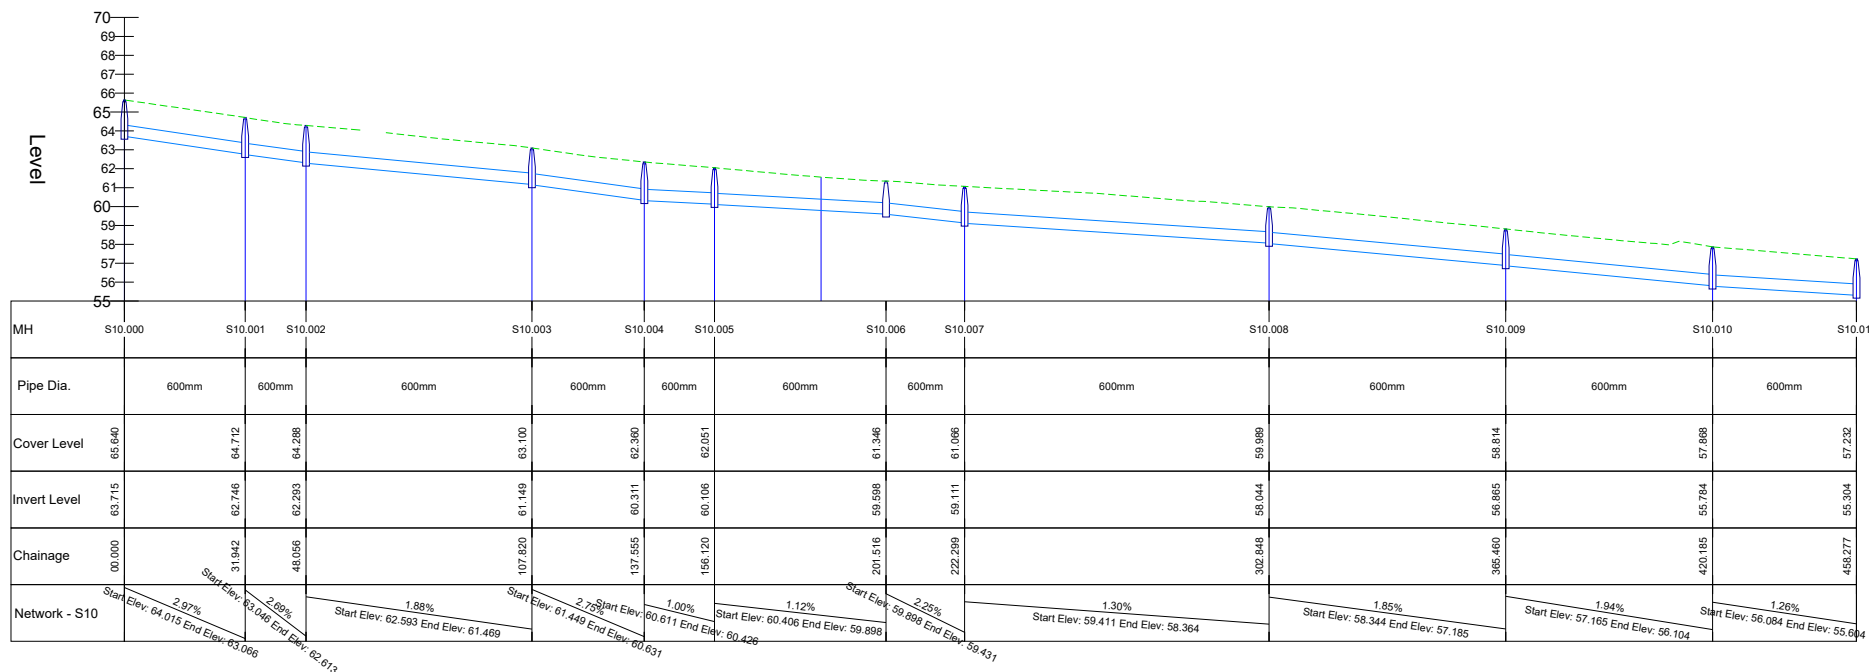 70
69
68
67
66
65
64
63
62
61
60
59
58
57
56
55
Level
MH S10.000 S10.001 S10.002 S10.003 S10.004 S10.005 S10.006 S10.007 S10.008 S10.009 S10.010 S10.01
Pipe Dia. 600mm 600mm 600mm 600mm 600mm 600mm 600mm 600mm 600mm 600mm 600mm
Cover Level 65.640 64.712 64.288 63.100 62.360 62.051 61.346 61.066 59.989 58.814 57.868 57.232
Invert Level 63.715 62.746 62.293 61.149 60.311 60.106 59.598 59.111 58.044 56.865 55.784 55.304
Chainage 00.000 31.942 48.056 107.820 137.555 156.120 201.516 222.299 302.848 365.460 420.185 458.277
Network - S10
2.97%
Start Elev: 64.015 End Elev: 63.066
2.69%
Start Elev: 63.046 End Elev: 62.613
1.88%
Start Elev: 62.593 End Elev: 61.469
2.75%
Start Elev: 61.449 End Elev: 60.631
1.00%
Start Elev: 60.611 End Elev: 60.426
1.12%
Start Elev: 60.406 End Elev: 59.898
2.25%
Start Elev: 59.898 End Elev: 59.431
1.30%
Start Elev: 59.411 End Elev: 58.364
1.85%
Start Elev: 58.344 End Elev: 57.185
1.94%
Start Elev: 57.165 End Elev: 56.104
1.26%
Start Elev: 56.084 End Elev: 55.604